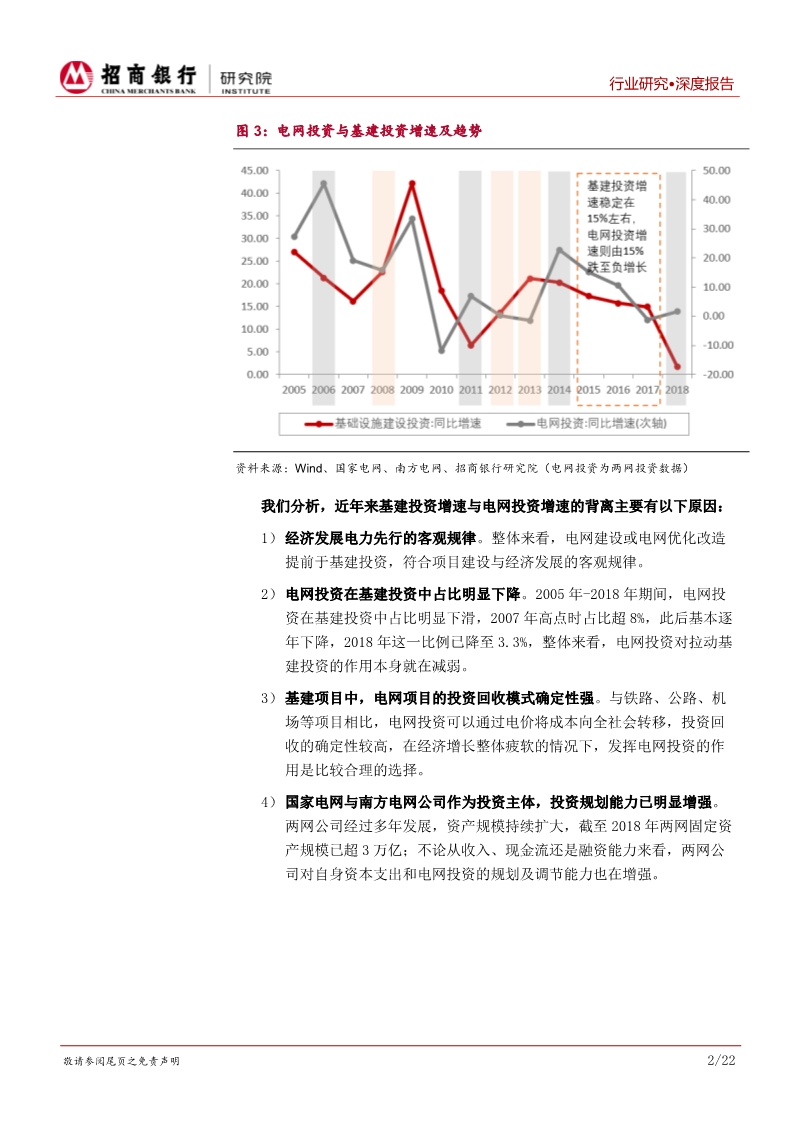 招商银行 研究院
CHINA MERCHANTS BANK INSTITUTE
行业研究•深度报告
图 3：电网投资与基建投资增速及趋势
45.00
40.00
35.00
30.00
25.00
20.00
15.00
10.00
5.00
0.00
50.00
40.00
30.00
20.00
10.00
0.00
-10.00
-20.00
基建投资增
速稳定在
15%左右，
电网投资增
速则由15%
跌至负增长
2005 2006 2007 2008 2009 2010 2011 2012 2013 2014 2015 2016 2017 2018
基础设施建设投资:同比增速 电网投资:同比增速(次轴)
资料来源：Wind、国家电网、南方电网、招商银行研究院（电网投资为两网投资数据）
我们分析，近年来基建投资增速与电网投资增速的背离主要有以下原因：
1） 经济发展电力先行的客观规律。整体来看，电网建设或电网优化改造
提前于基建投资，符合项目建设与经济发展的客观规律。
2） 电网投资在基建投资中占比明显下降。2005 年-2018 年期间，电网投
资在基建投资中占比明显下滑，2007 年高点时占比超 8%，此后基本逐
年下降，2018 年这一比例已降至 3.3%，整体来看，电网投资对拉动基
建投资的作用本身就在减弱。
3） 基建项目中，电网项目的投资回收模式确定性强。与铁路、公路、机
场等项目相比，电网投资可以通过电价将成本向全社会转移，投资回
收的确定性较高，在经济增长整体疲软的情况下，发挥电网投资的作
用是比较合理的选择。
4） 国家电网与南方电网公司作为投资主体，投资规划能力已明显增强。
两网公司经过多年发展，资产规模持续扩大，截至 2018 年两网固定资
产规模已超 3 万亿；不论从收入、现金流还是融资能力来看，两网公
司对自身资本支出和电网投资的规划及调节能力也在增强。
敬请参阅尾页之免责声明
2/22